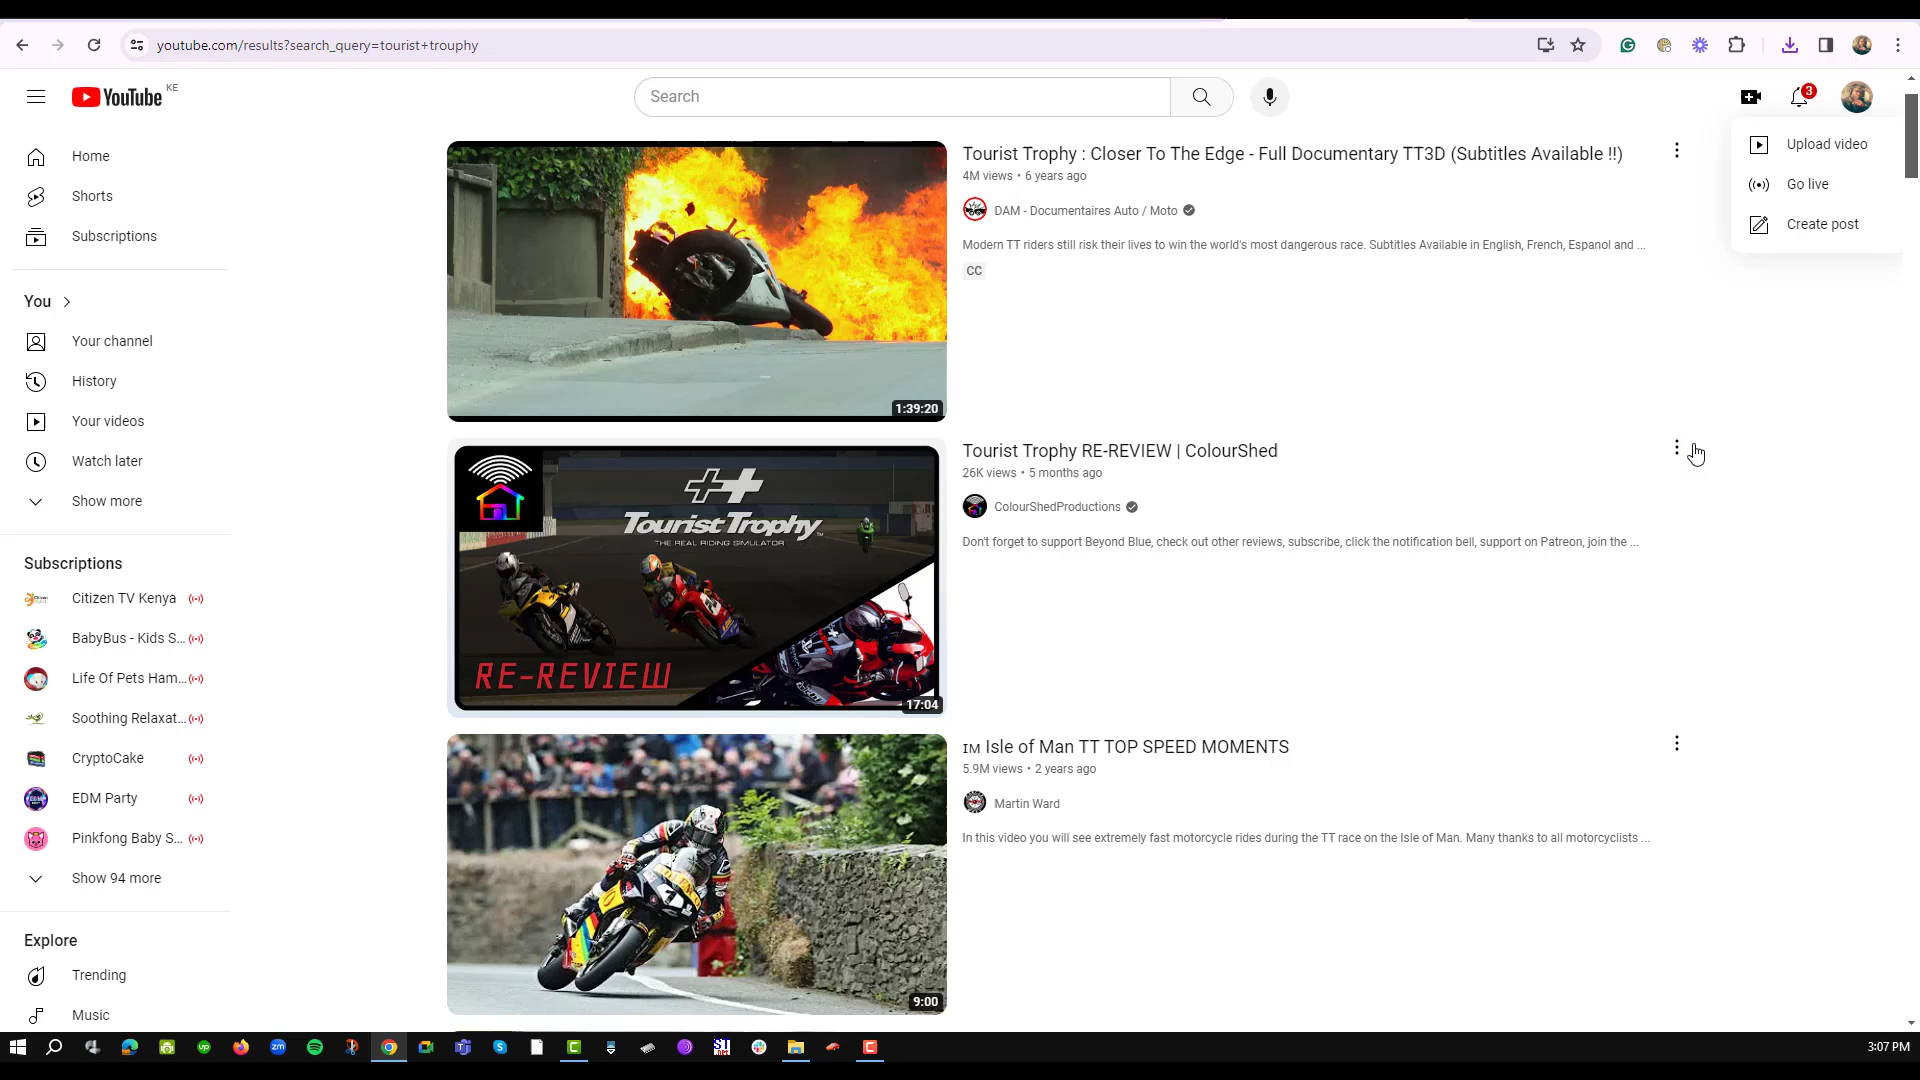 youtube.com/results?search_query=tourist+trouphy
YouTube KE
Search
3
Upload video
Go live
Create post
Home
Shorts
Subscriptions
You
Your channel
History
Your videos
Watch later
Show more
Subscriptions
Citizen TV Kenya
BabyBus - Kids S...
Life Of Pets Ham...
Soothing Relaxat...
CryptoCake
EDM Party
Pinkfong Baby S...
Show 94 more
Explore
Trending
Music
1:39:20
Tourist Trophy : Closer To The Edge - Full Documentary TT3D (Subtitles Available !!)
4M views • 6 years ago
DAM - Documentaires Auto / Moto
Modern TT riders still risk their lives to win the world's most dangerous race. Subtitles Available in English, French, Espanol and ...
CC
Tourist Trophy
THE REAL RIDING SIMULATOR
RE-REVIEW
17:04
Tourist Trophy RE-REVIEW | ColourShed
26K views • 5 months ago
ColourShedProductions
Don't forget to support Beyond Blue, check out other reviews, subscribe, click the notification bell, support on Patreon, join the ...
9:00
ɪᴍ Isle of Man TT TOP SPEED MOMENTS
5.9M views • 2 years ago
Martin Ward
In this video you will see extremely fast motorcycle rides during the TT race on the Isle of Man. Many thanks to all motorcyclists ...
3:07 PM